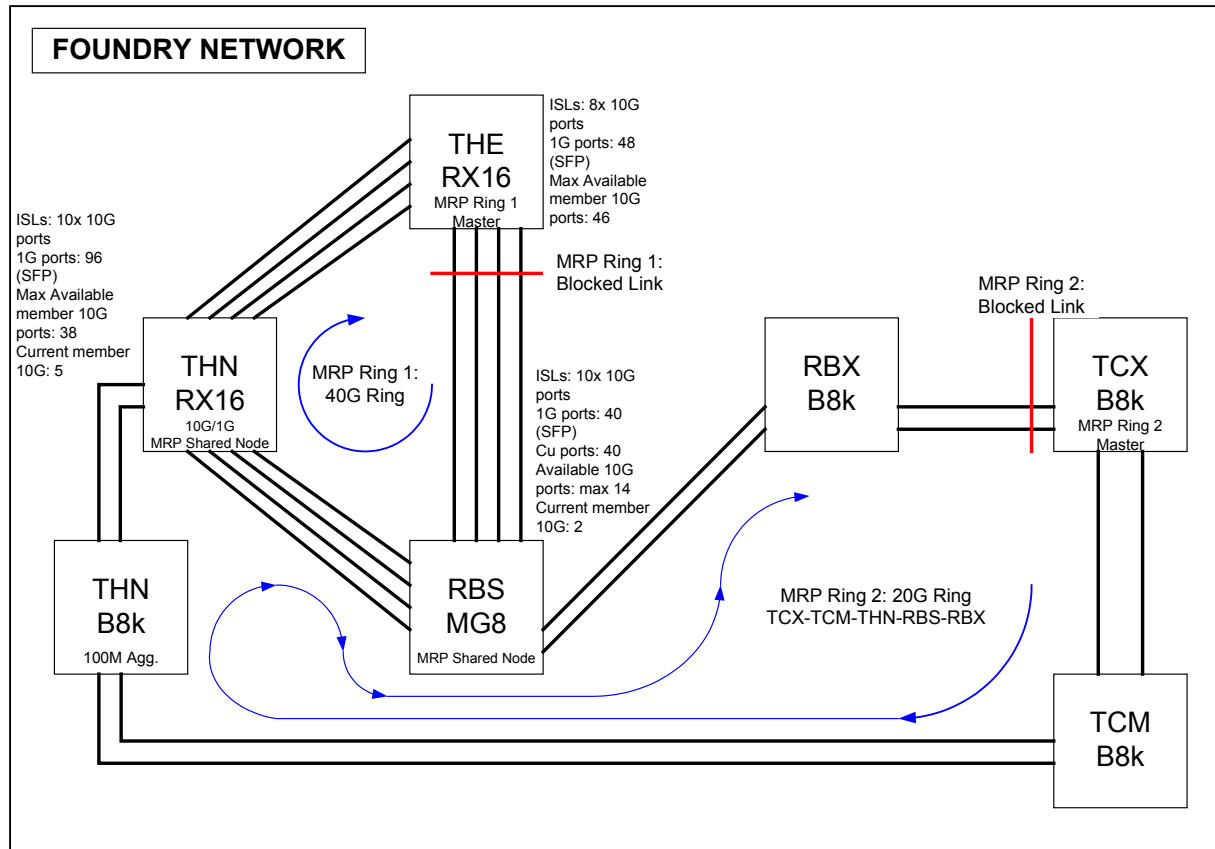 FOUNDRY NETWORK
THE
RX16
MRP Ring 1
Master
ISLs: 8x 10G
ports
1G ports: 48
(SFP)
Max Available
member 10G
ports: 46
ISLs: 10x 10G
ports
1G ports: 96
(SFP)
Max Available
member 10G
ports: 38
Current member
10G: 5
MRP Ring 1:
Blocked Link
MRP Ring 2:
Blocked Link
THN
RX16
10G/1G
MRP Shared Node
MRP Ring 1:
40G Ring
ISLs: 10x 10G
ports
1G ports: 40
(SFP)
Cu ports: 40
Available 10G
ports: max 14
Current member
10G: 2
RBX
B8k
TCX
B8k
MRP Ring 2
Master
THN
B8k
100M Agg.
RBS
MG8
MRP Shared Node
MRP Ring 2: 20G Ring
TCX-TCM-THN-RBS-RBX
TCM
B8k